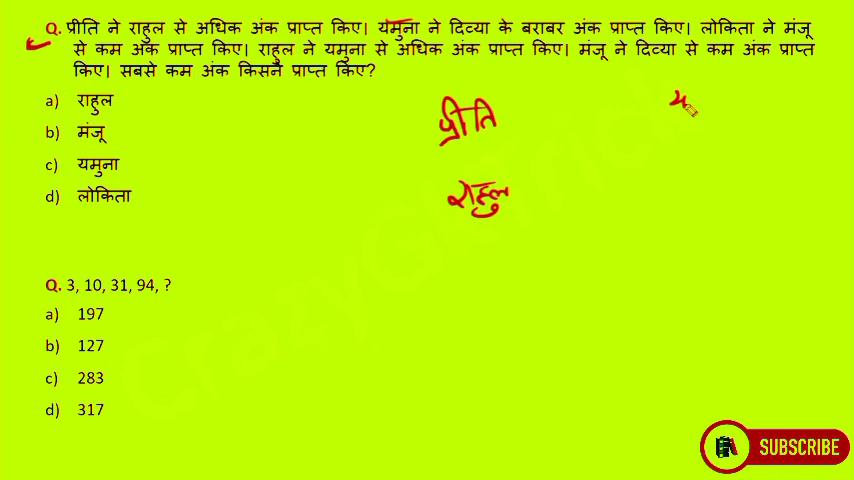 Q. प्रीति ने राहुल से अधिक अंक प्राप्त किए। यमुना ने दिव्या के बराबर अंक प्राप्त किए। लोकिता ने मंजू
से कम अंक प्राप्त किए। राहुल ने यमुना से अधिक अंक प्राप्त किए। मंजू ने दिव्या से कम अंक प्राप्त
किए। सबसे कम अंक किसने प्राप्त किए?
a) राहुल
b) मंजू
c) यमुना
d) लोकिता
प्रीति
राहुल
Q. 3, 10, 31, 94, ?
a) 197
b) 127
c) 283
d) 317
SUBSCRIBE